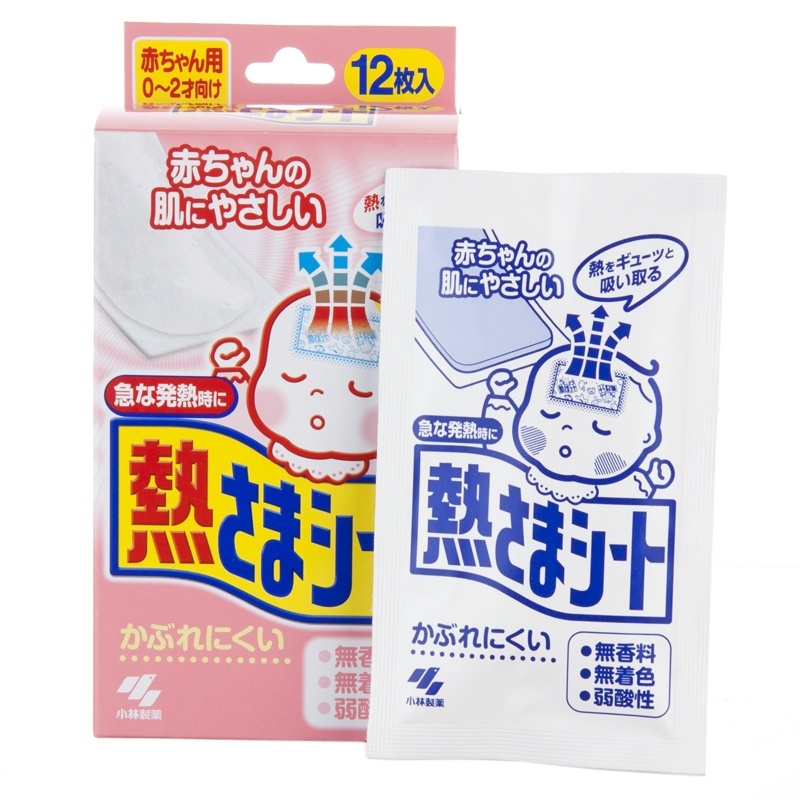 赤ちゃん用
0〜2才向け
12枚入
赤ちゃんの
肌にやさしい
熱
急な発熱時に
熱さまシー
かぶれにくい
●無香
●無着
●弱酸
小林製薬
赤ちゃんの
肌にやさしい
熱をギューッと
吸い取る
急な発熱時に
熱さまシート
かぶれにくい
●無香料
●無着色
●弱酸性
小林製薬